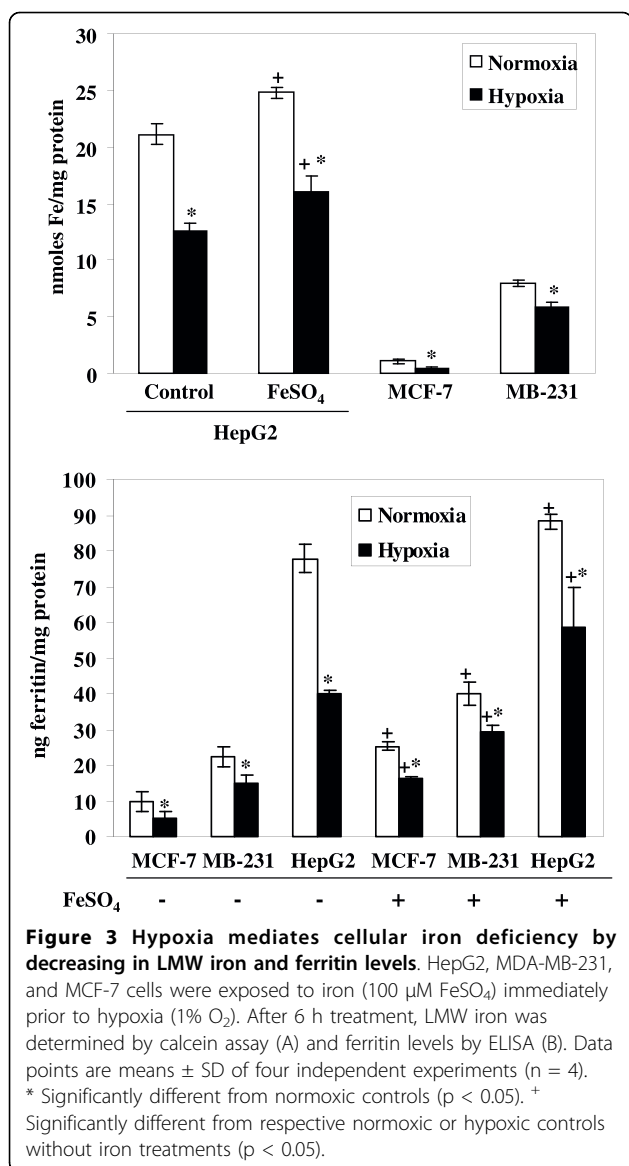 30
25
20
15
10
5
0
nmoles Fe/mg protein
Normoxia
Hypoxia
+
*
+ *
*
*
Control FeSO₄ MCF-7 MB-231
HepG2
100
90
80
70
60
50
40
30
20
10
0
ng ferritin/mg protein
Normoxia
Hypoxia
*
*
*
+
+*
+
+*
+
+*
MCF-7 MB-231 HepG2 MCF-7 MB-231 HepG2
FeSO₄ - - - + + +
Figure 3 Hypoxia mediates cellular iron deficiency by
decreasing in LMW iron and ferritin levels. HepG2, MDA-MB-231,
and MCF-7 cells were exposed to iron (100 μM FeSO₄) immediately
prior to hypoxia (1% O₂). After 6 h treatment, LMW iron was
determined by calcein assay (A) and ferritin levels by ELISA (B). Data
points are means ± SD of four independent experiments (n = 4).
* Significantly different from normoxic controls (p < 0.05). ⁺
Significantly different from respective normoxic or hypoxic controls
without iron treatments (p < 0.05).